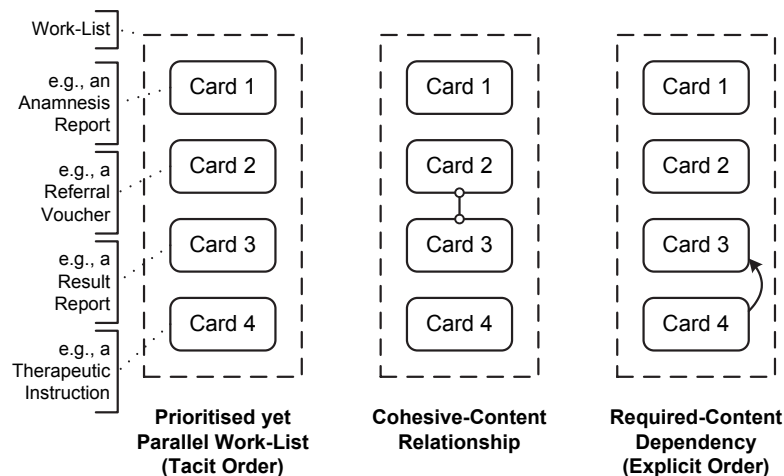 Work-List
e.g., an
Anamnesis
Report
e.g., a
Referral
Voucher
e.g., a
Result
Report
e.g., a
Therapeutic
Instruction
Card 1
Card 2
Card 3
Card 4
Prioritised yet
Parallel Work-List
(Tacit Order)
Card 1
Card 2
Card 3
Card 4
Cohesive-Content
Relationship
Card 1
Card 2
Card 3
Card 4
Required-Content
Dependency
(Explicit Order)